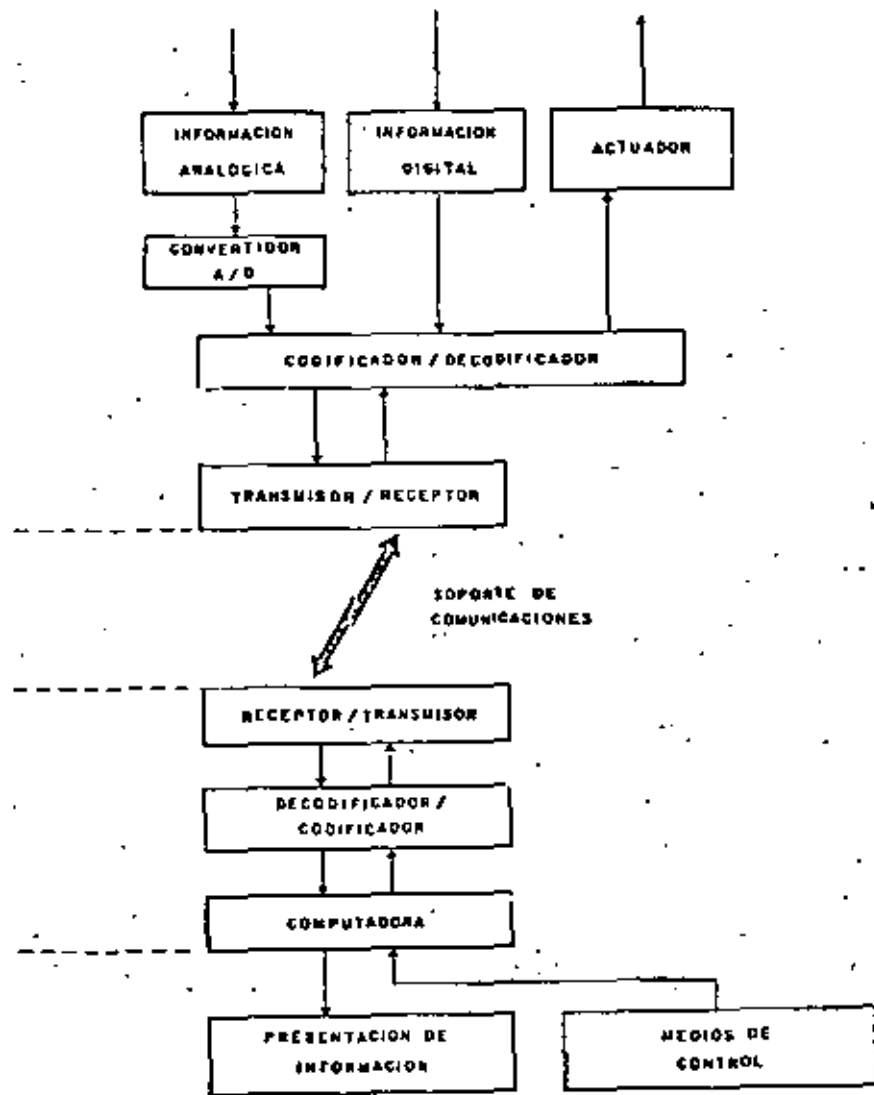 INFORMACION
ANALOGICA
INFORMACION
DIGITAL
ACTUADOR
CONVERTIDOR
A/D
CODIFICADOR / DECODIFICADOR
TRANSMISOR / RECEPTOR
SOPORTE DE
COMUNICACIONES
RECEPTOR / TRANSMISOR
DECODIFICADOR /
CODIFICADOR
COMPUTADORA
PRESENTACION DE
INFORMACION
MEDIOS DE
CONTROL